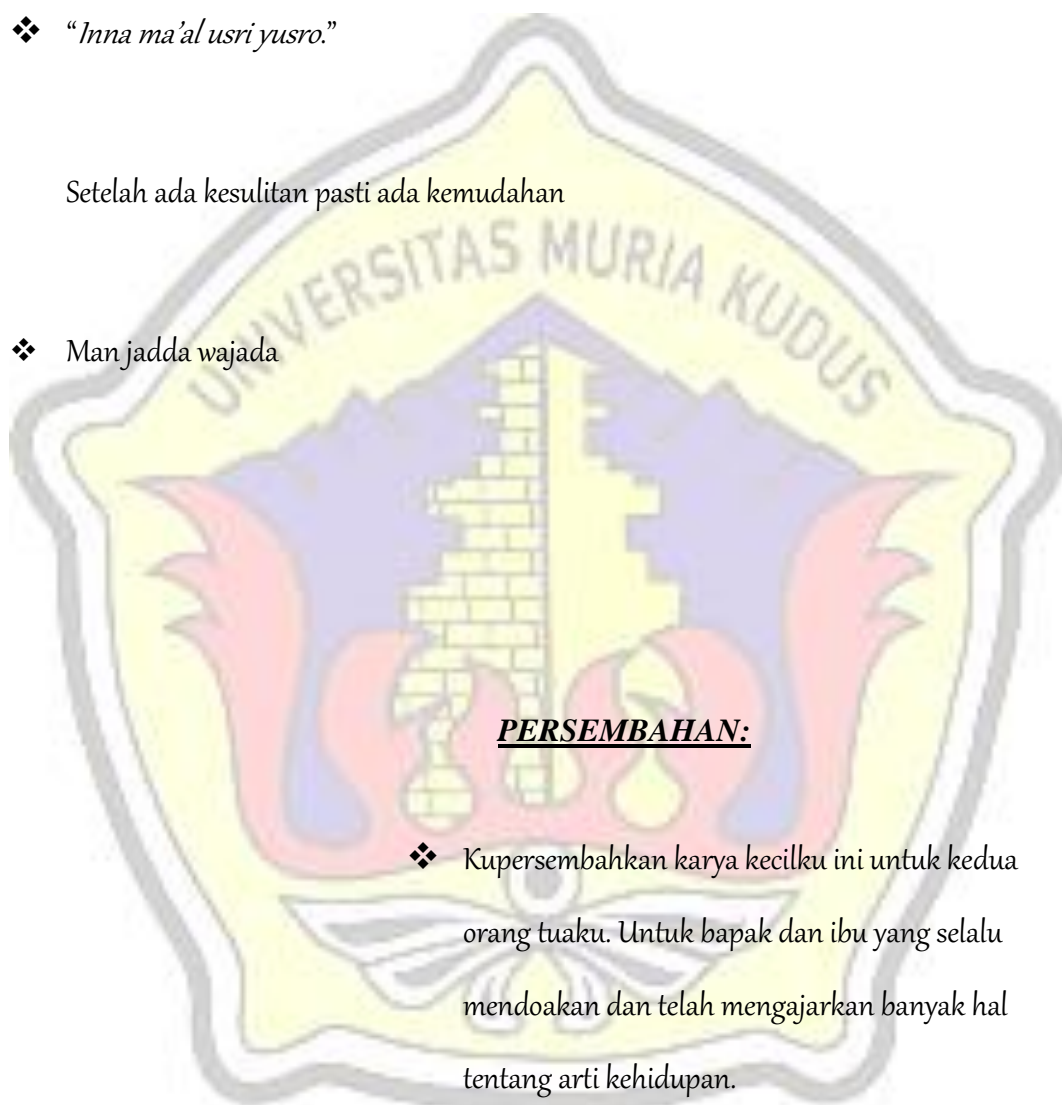 ❖ “Inna ma’al usri yusro.”
Setelah ada kesulitan pasti ada kemudahan
UNIVERSITAS MURIA KUDUS
❖ Man jadda wajada
PERSEMBAHAN:
❖ Kupersembahkan karya kecilku ini untuk kedua
orang tuaku. Untuk bapak dan ibu yang selalu
mendoakan dan telah mengajarkan banyak hal
tentang arti kehidupan.